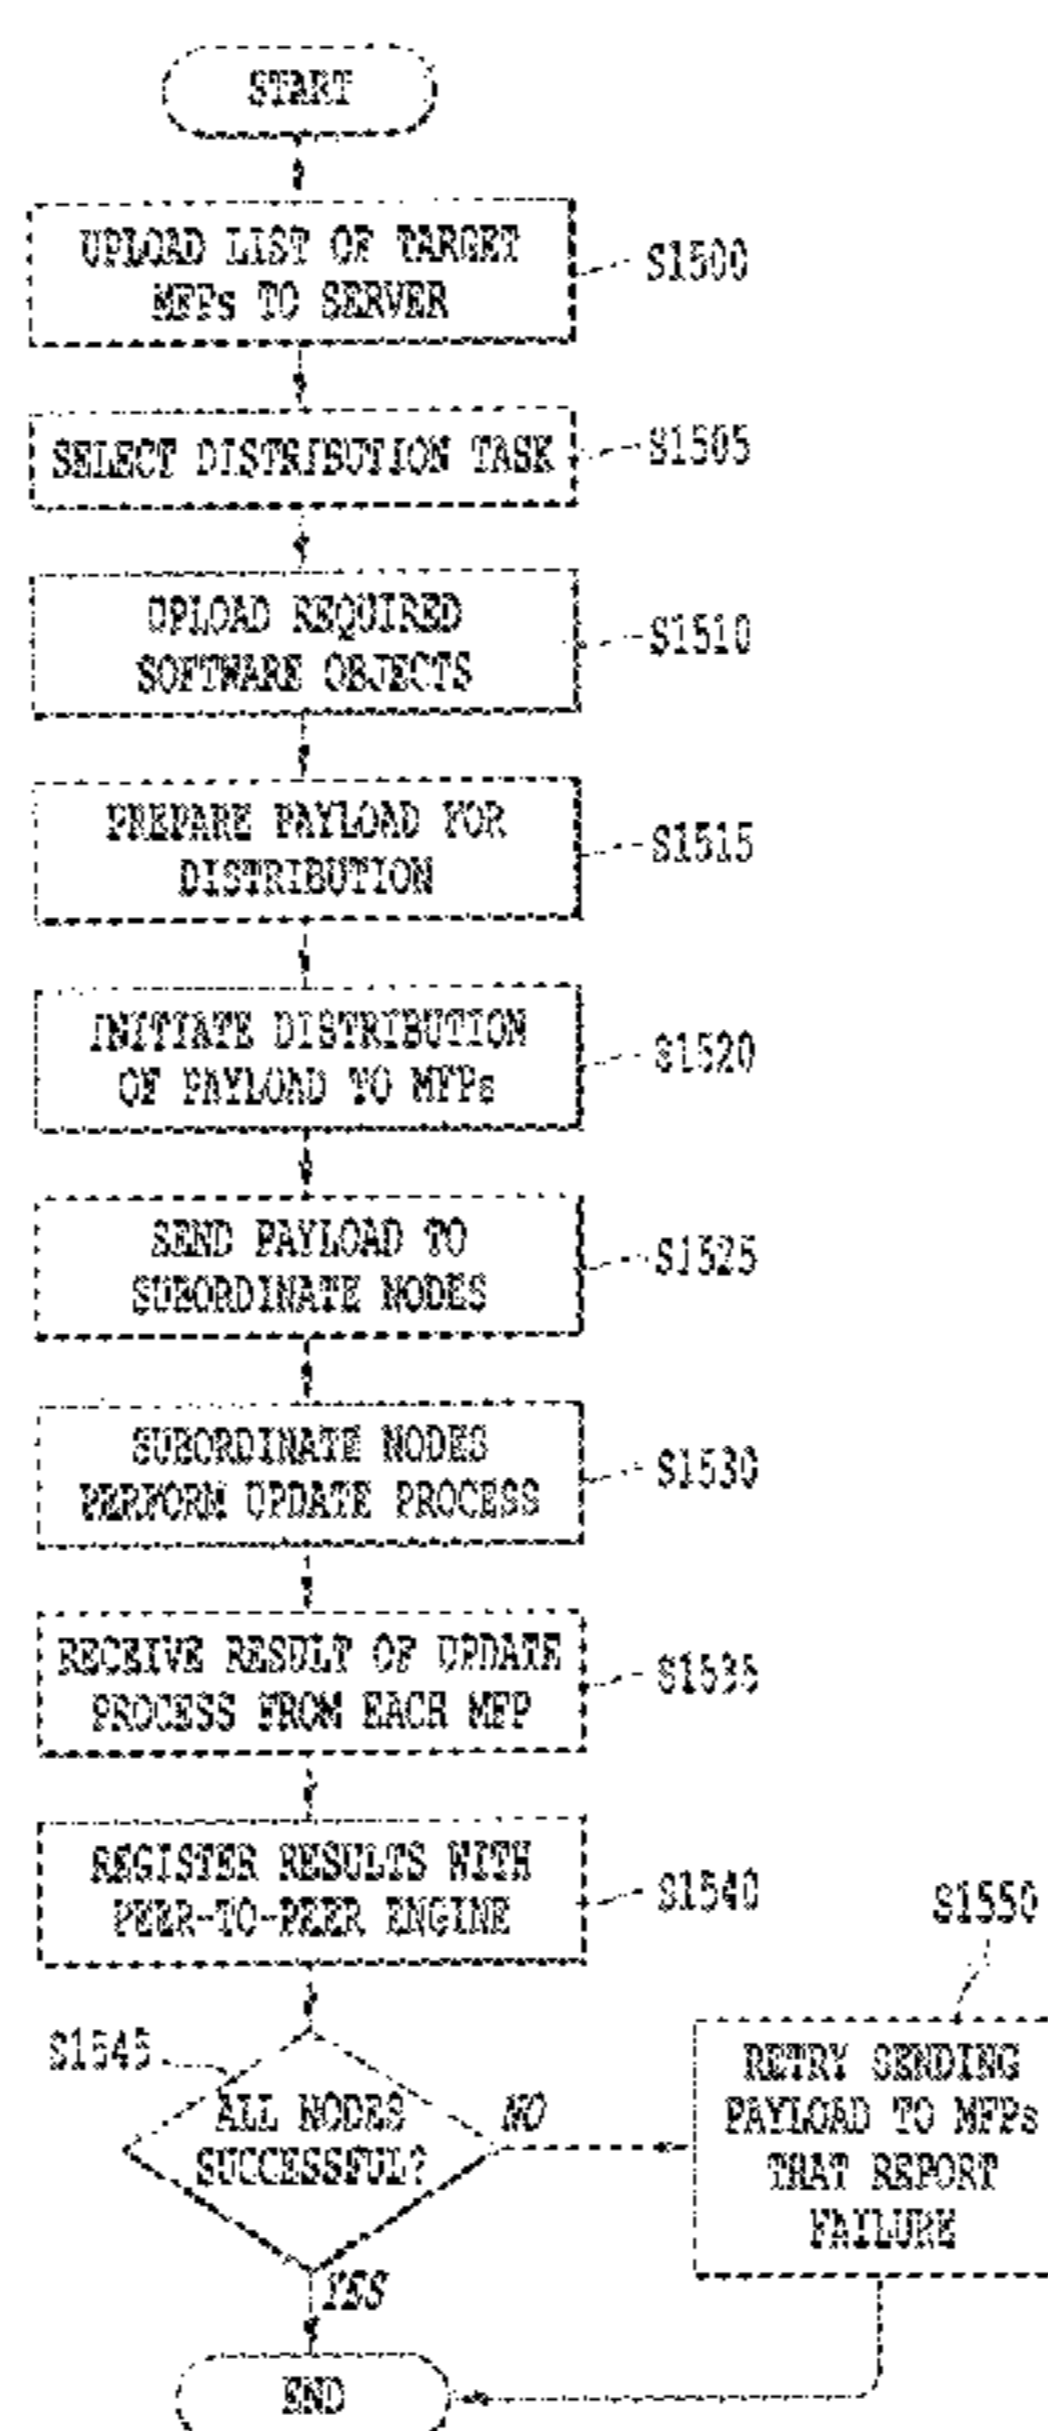 START
UPLOAD LIST OF TARGET
MFPs TO SERVER
S1500
SELECT DISTRIBUTION TASK
S1505
UPLOAD REQUIRED
SOFTWARE OBJECTS
S1510
PREPARE PAYLOAD FOR
DISTRIBUTION
S1515
INITIATE DISTRIBUTION
OF PAYLOAD TO MFPs
S1520
SEND PAYLOAD TO
SUBORDINATE NODES
S1525
SUBORDINATE NODES
PERFORM UPDATE PROCESS
S1530
RECEIVE RESULT OF UPDATE
PROCESS FROM EACH MFP
S1535
REGISTER RESULTS WITH
PEER-TO-PEER ENGINE
S1540
S1545
ALL NODES
SUCCESSFUL?
NO
YES
S1550
RETRY SENDING
PAYLOAD TO MFPs
THAT REPORT
FAILURE
END